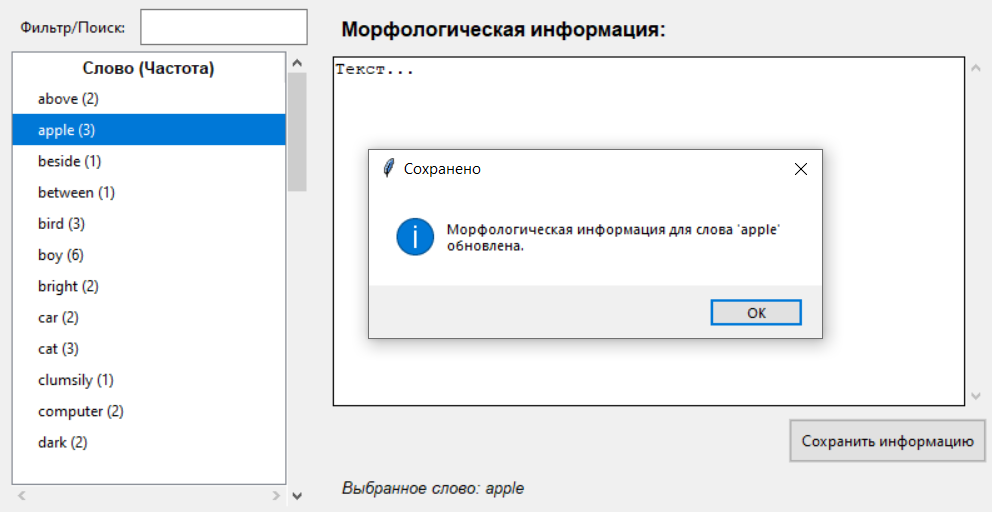 Фильтр/Поиск:
Слово (Частота)
above (2)
apple (3)
beside (1)
between (1)
bird (3)
boy (6)
bright (2)
car (2)
cat (3)
clumsily (1)
computer (2)
dark (2)
Морфологическая информация:
Текст...
Сохранено
Морфологическая информация для слова 'apple'
обновлена.
OK
Сохранить информацию
Выбранное слово: apple